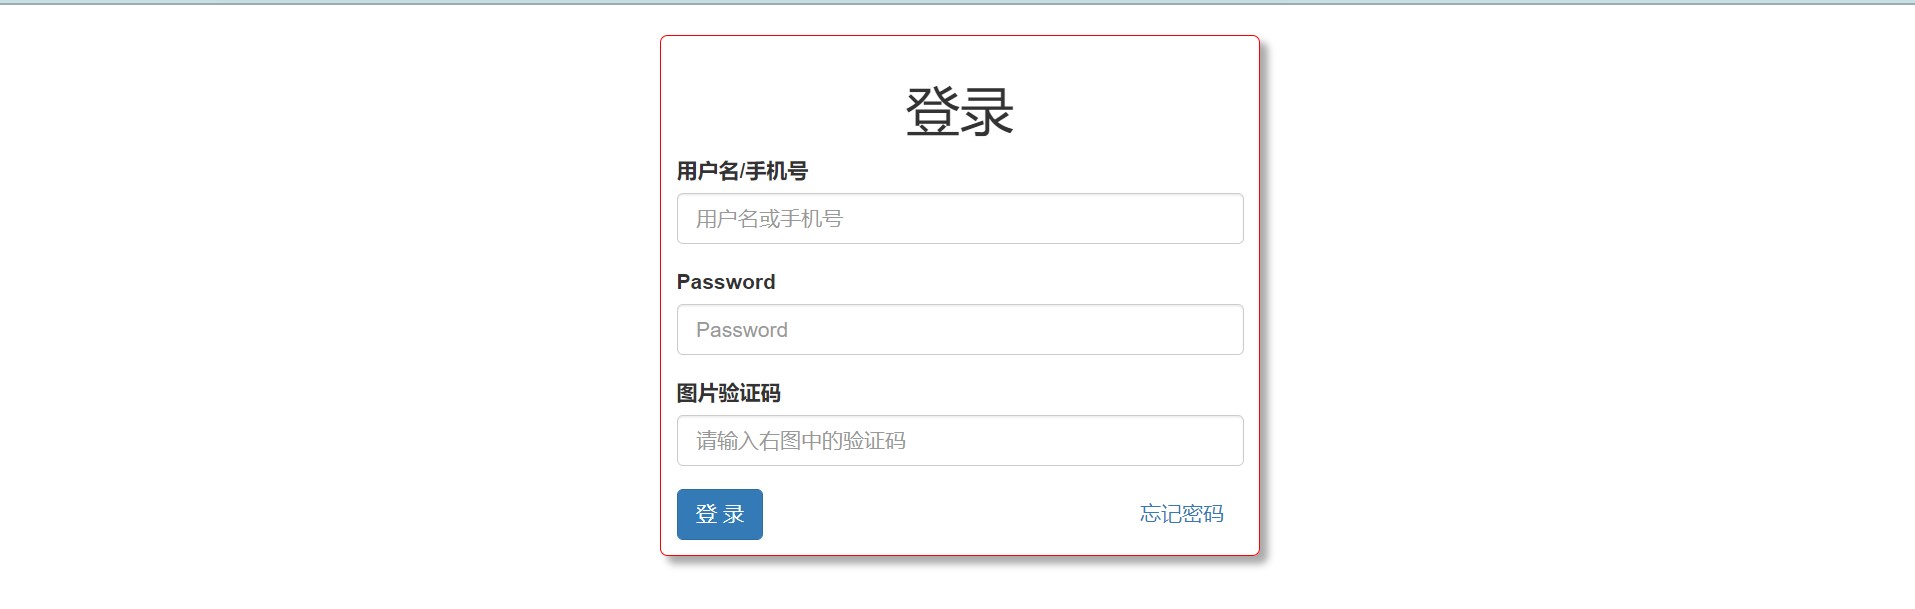 登录
用户名/手机号
用户名或手机号
Password
Password
图片验证码
请输入右图中的验证码
登 录
忘记密码